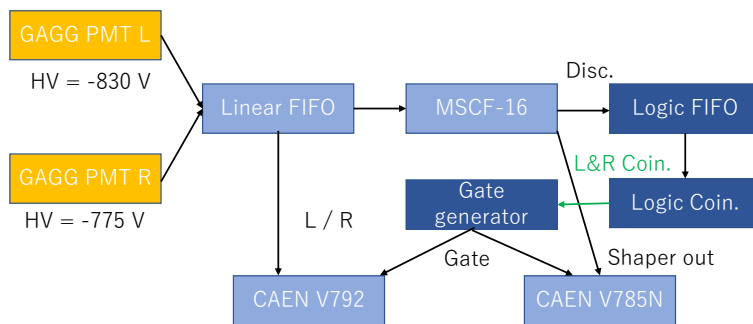 GAGG PMT L
HV = -830 V
Linear FIFO
MSCF-16
Disc.
Logic FIFO
GAGG PMT R
HV = -775 V
L&R Coin.
Logic Coin.
Gate
generator
L / R
Gate
Shaper out
CAEN V792
CAEN V785N